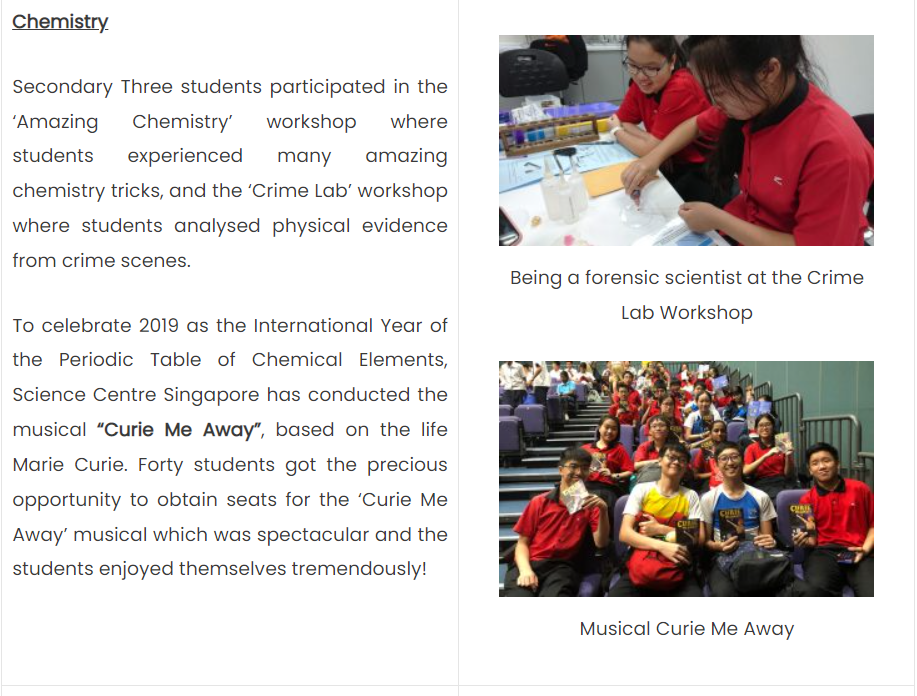 Chemistry
Secondary Three students participated in the
‘Amazing Chemistry’ workshop where
students experienced many amazing
chemistry tricks, and the ‘Crime Lab’ workshop
where students analysed physical evidence
from crime scenes.
To celebrate 2019 as the International Year of
the Periodic Table of Chemical Elements,
Science Centre Singapore has conducted the
musical “Curie Me Away”, based on the life
Marie Curie. Forty students got the precious
opportunity to obtain seats for the ‘Curie Me
Away’ musical which was spectacular and the
students enjoyed themselves tremendously!
Being a forensic scientist at the Crime
Lab Workshop
CURIE
CURIE
CURIE
Musical Curie Me Away